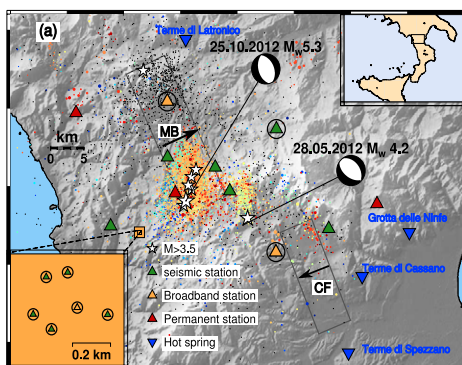 (a)
Terme di Latronico
25.10.2012 Mw5.3
km
0 5
MB
28.05.2012 Mw 4.2
Grotta delle Ninfe
M>3.5
seismic station
Terme di Cassano
Broadband station
CF
Permanent station
Hot spring
0.2 km
Terme di Spezzano